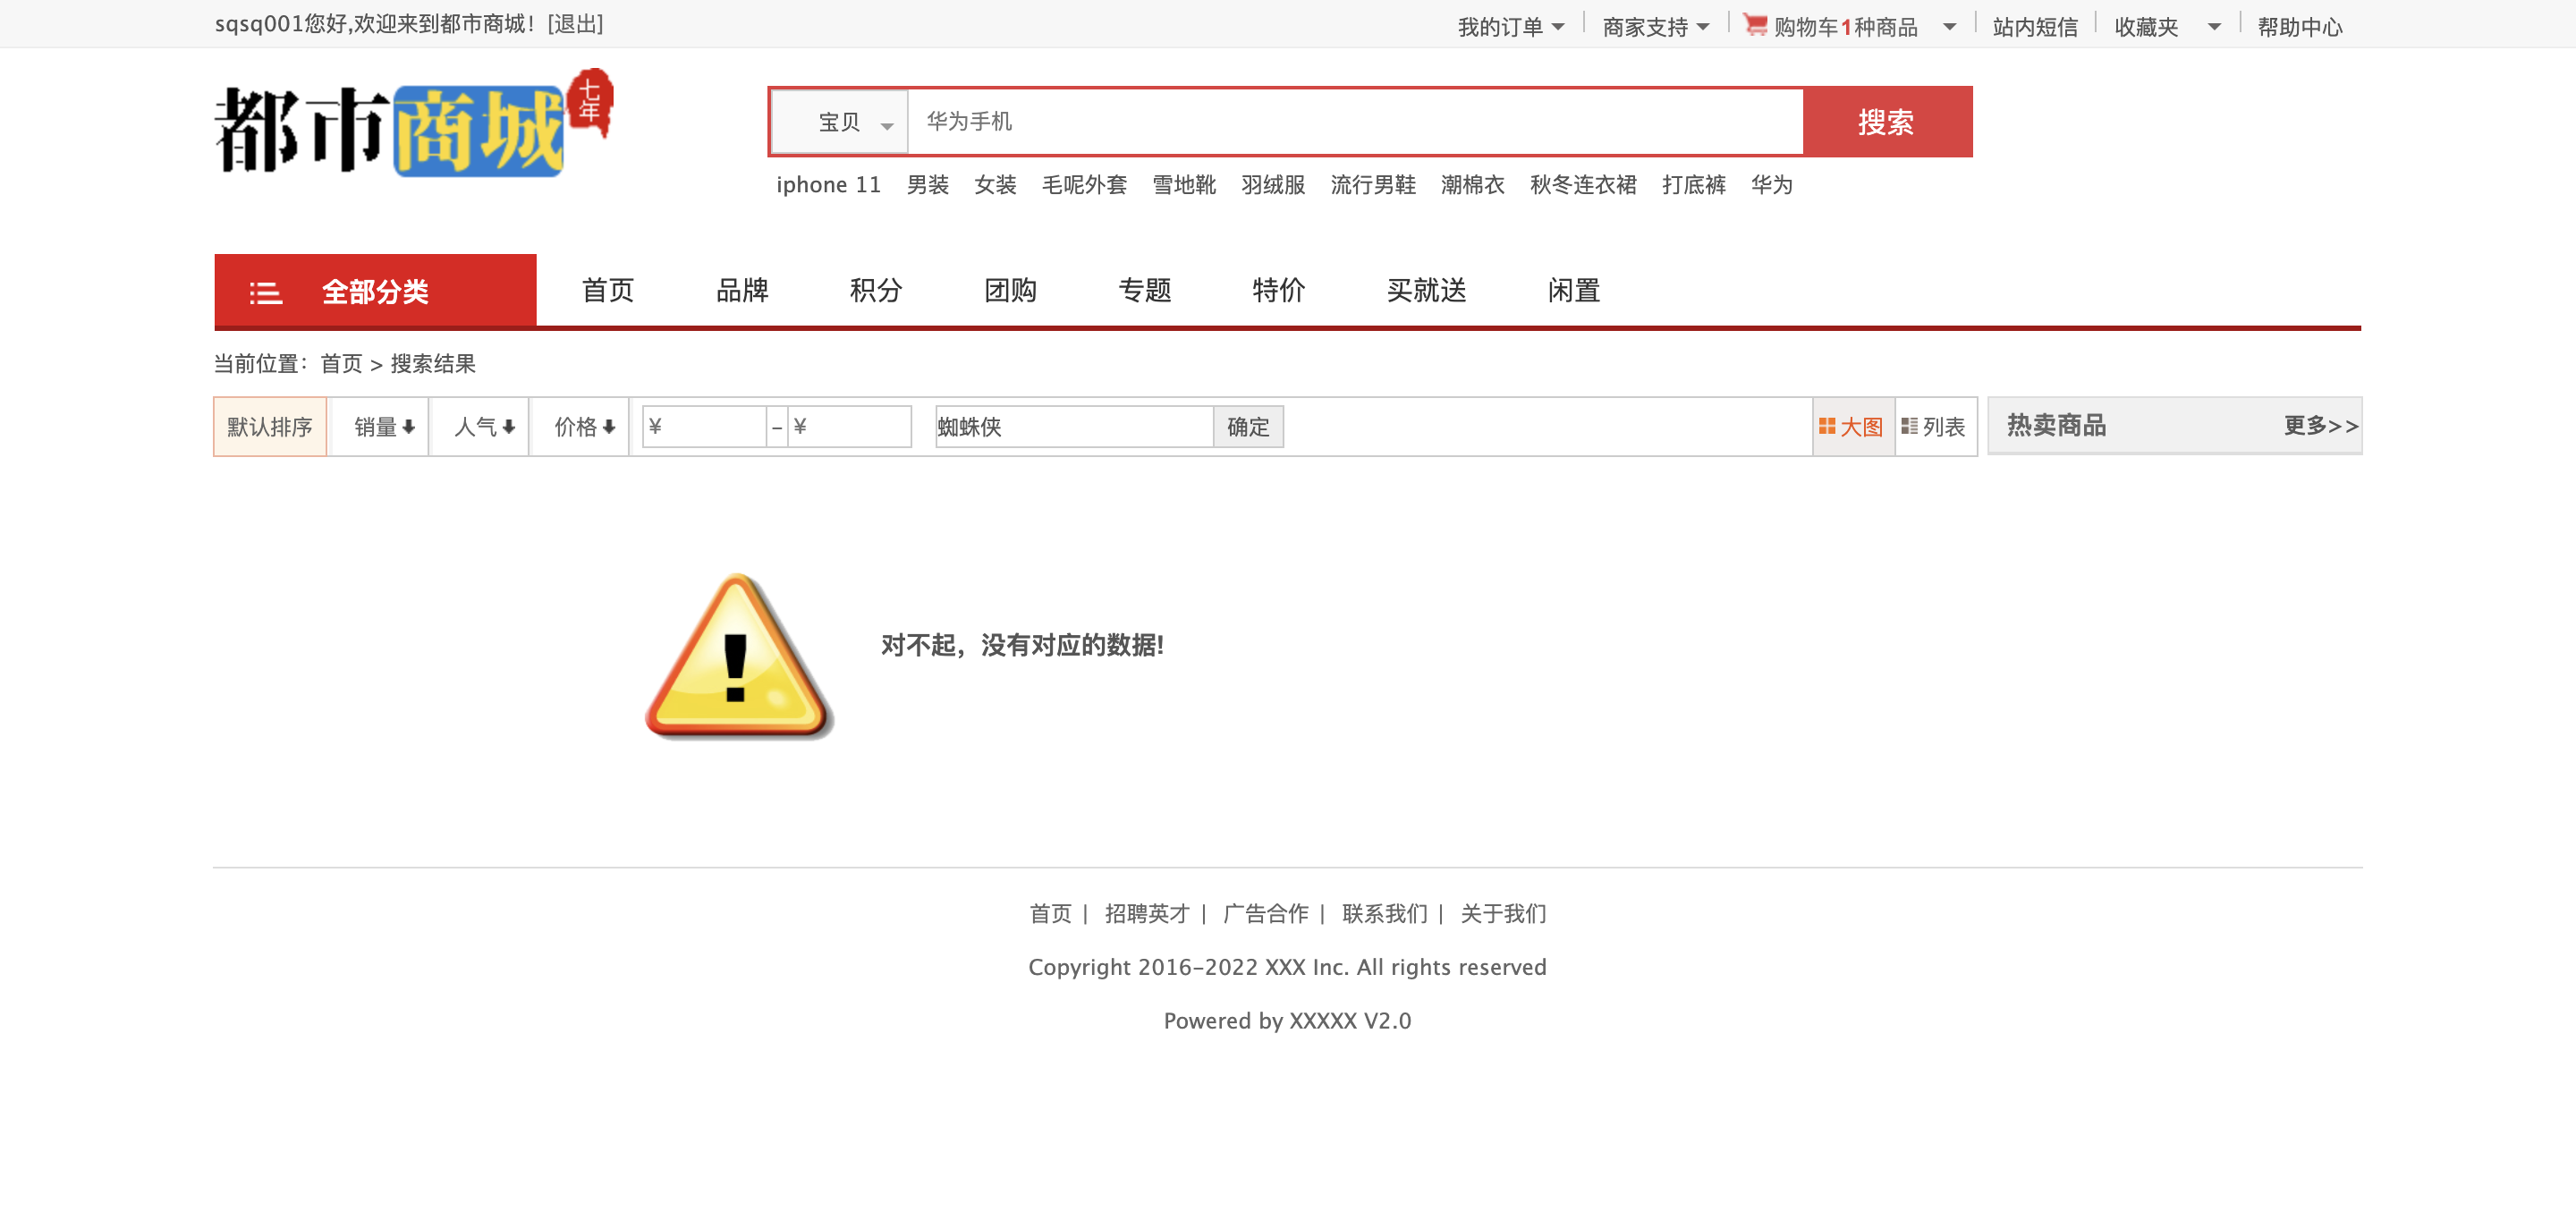 sqsq001您好,欢迎来到都市商城！[退出]
我的订单 商家支持 购物车1种商品 站内短信 收藏夹 帮助中心
都市商城 七年
宝贝 华为手机 搜索
iphone 11 男装 女装 毛呢外套 雪地靴 羽绒服 流行男鞋 潮棉衣 秋冬连衣裙 打底裤 华为
全部分类 首页 品牌 积分 团购 专题 特价 买就送 闲置
当前位置：首页 > 搜索结果
默认排序 销量 人气 价格 ¥ – ¥ 蜘蛛侠 确定 大图 列表 热卖商品 更多>>
对不起，没有对应的数据!
首页 | 招聘英才 | 广告合作 | 联系我们 | 关于我们
Copyright 2016-2022 XXX Inc. All rights reserved
Powered by XXXXX V2.0